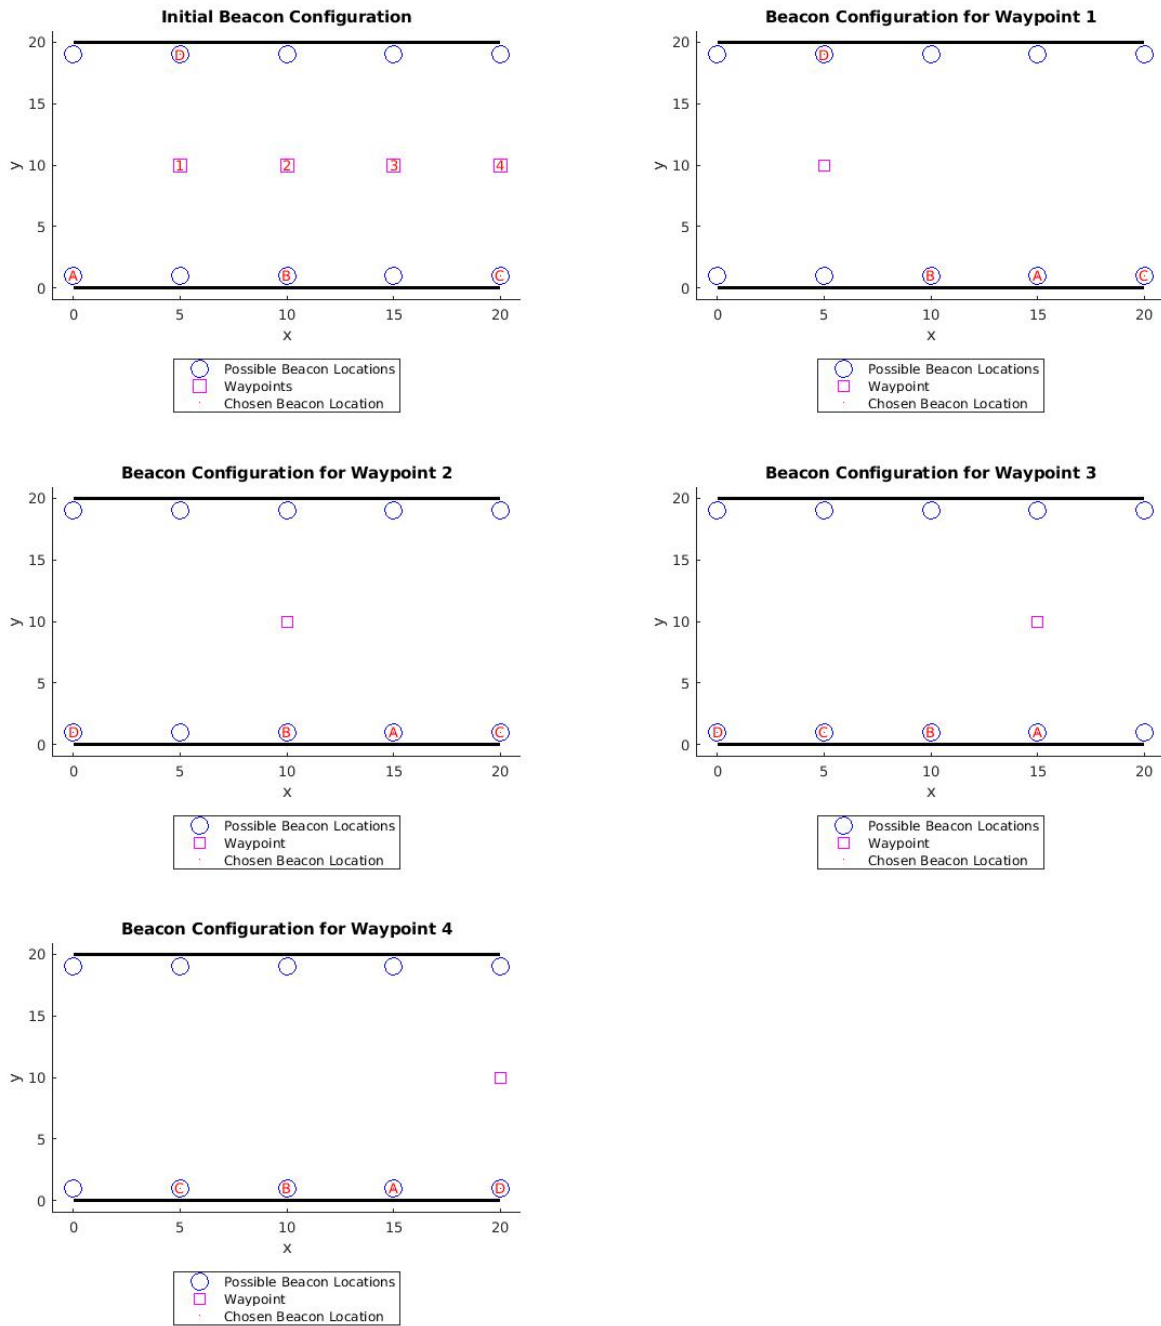 Initial Beacon Configuration
20
15
10
5
0
y
D
1 2 3 4
A B C
0 5 10 15 20
x
Possible Beacon Locations
Waypoints
Chosen Beacon Location
Beacon Configuration for Waypoint 1
20
15
10
5
0
y
D
B A C
0 5 10 15 20
x
Possible Beacon Locations
Waypoint
Chosen Beacon Location
Beacon Configuration for Waypoint 2
20
15
10
5
0
y
D B A C
0 5 10 15 20
x
Possible Beacon Locations
Waypoint
Chosen Beacon Location
Beacon Configuration for Waypoint 3
20
15
10
5
0
y
D C B A
0 5 10 15 20
x
Possible Beacon Locations
Waypoint
Chosen Beacon Location
Beacon Configuration for Waypoint 4
20
15
10
5
0
y
C B A D
0 5 10 15 20
x
Possible Beacon Locations
Waypoint
Chosen Beacon Location